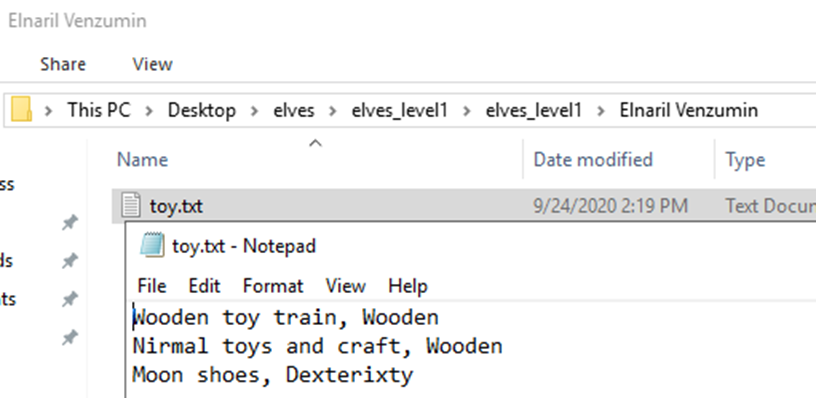 Elnaril Venzumin
Share View
This PC > Desktop > elves > elves_level1 > elves_level1 > Elnaril Venzumin
Name Date modified Type
ss
toy.txt 9/24/2020 2:19 PM Text Docu
toy.txt - Notepad
ds
File Edit Format View Help
ts
Wooden toy train, Wooden
Nirmal toys and craft, Wooden
Moon shoes, Dexterixty